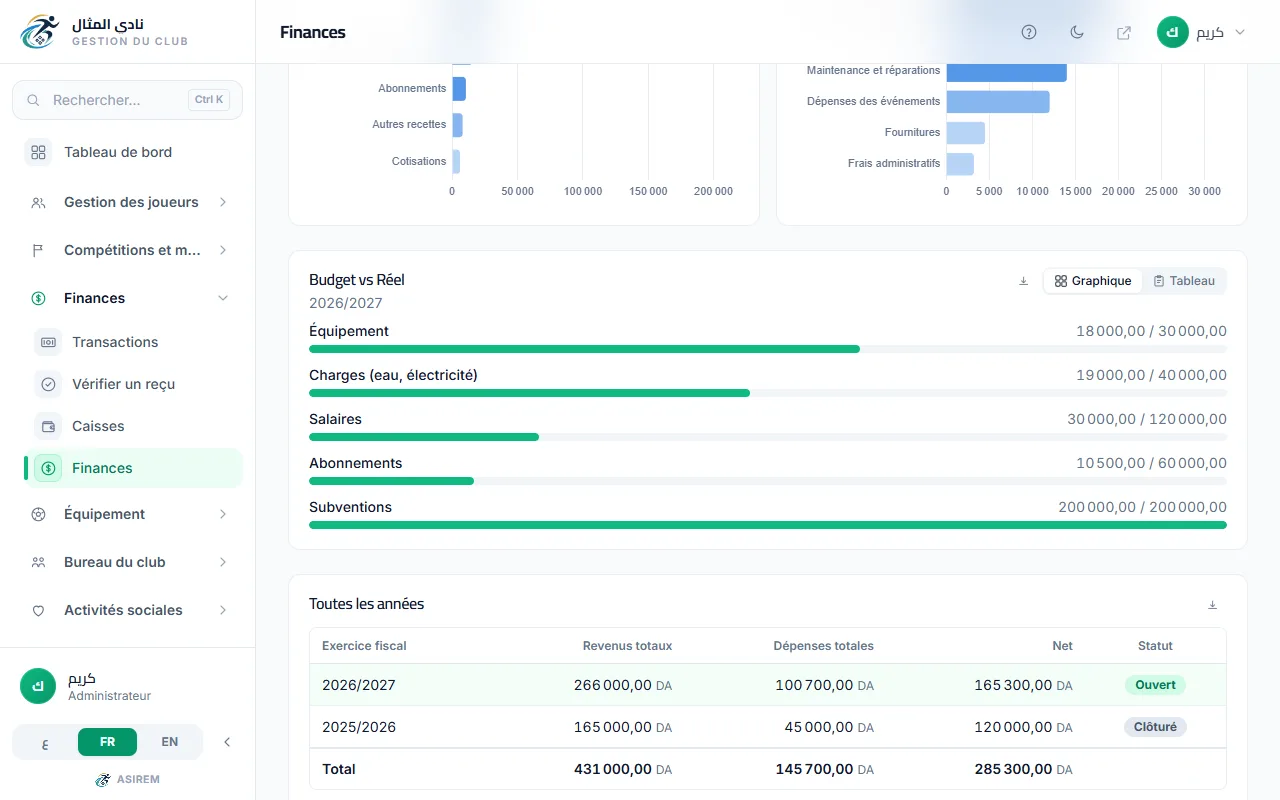 نادي المثال
GESTION DU CLUB
Rechercher...
Ctrl K
Tableau de bord
Gestion des joueurs
Compétitions et m...
Finances
Transactions
Vérifier un reçu
Caisses
Finances
Équipement
Bureau du club
Activités sociales
ك
كريم
Administrateur
ع
FR
EN
ASIREM
Finances
ك
كريم
Abonnements
Autres recettes
Cotisations
0 50 000 100 000 150 000 200 000
Maintenance et réparations
Dépenses des événements
Fournitures
Frais administratifs
0 5 000 10 000 15 000 20 000 25 000 30 000
Budget vs Réel
Graphique
Tableau
2026/2027
Équipement 18 000,00 / 30 000,00
Charges (eau, électricité) 19 000,00 / 40 000,00
Salaires 30 000,00 / 120 000,00
Abonnements 10 500,00 / 60 000,00
Subventions 200 000,00 / 200 000,00
Toutes les années
Exercice fiscal Revenus totaux Dépenses totales Net Statut
2026/2027 266 000,00 DA 100 700,00 DA 165 300,00 DA Ouvert
2025/2026 165 000,00 DA 45 000,00 DA 120 000,00 DA Clôturé
Total 431 000,00 DA 145 700,00 DA 285 300,00 DA